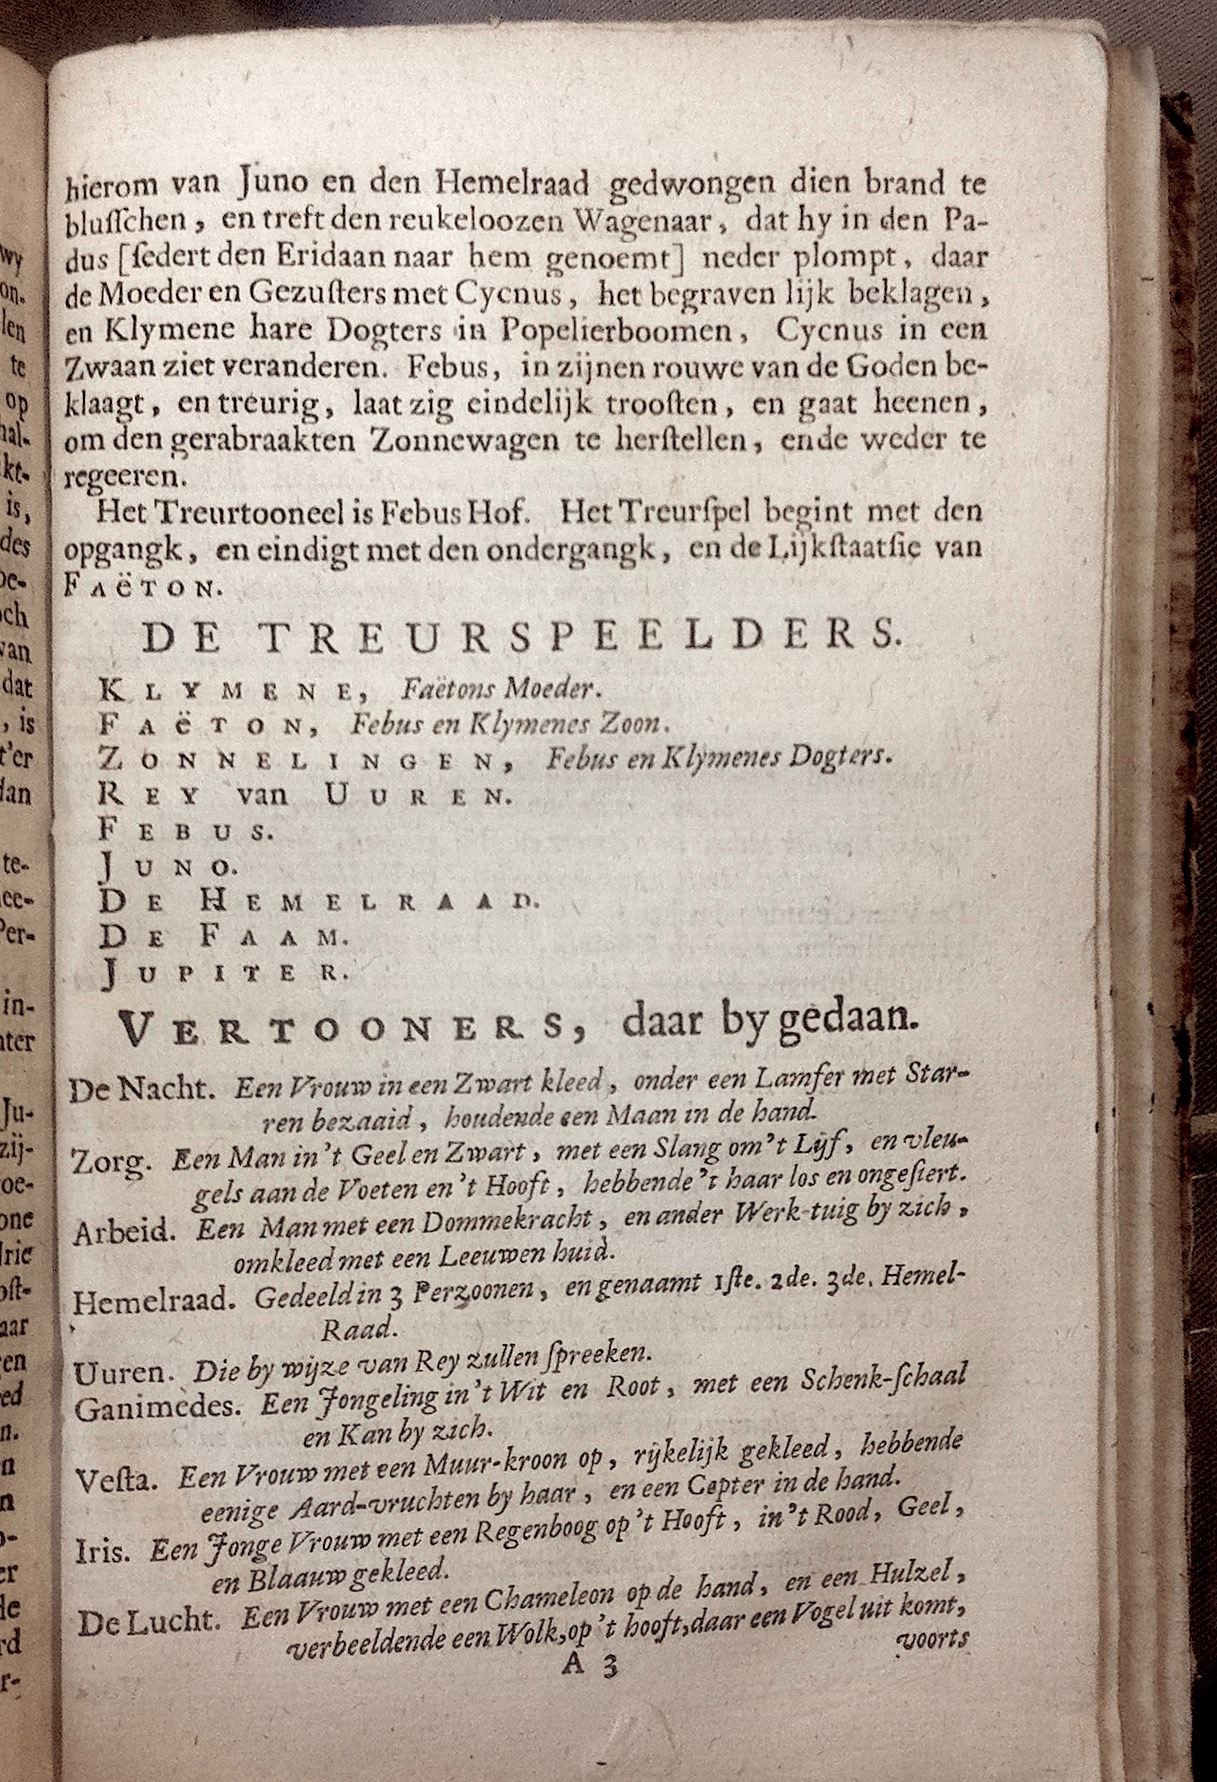 hierom van Juno en den Hemelraad gedwongen dien brand te
bluſſchen, en treft den reukeloozen Wagenaar, dat hy in den Pa-
dus [ſedert den Eridaan naar hem genoemt] neder plompt, daar
de Moeder en Gezuſters met Cycnus, het begraven lijk beklagen,
en Klymene hare Dogters in Popelierboomen, Cycnus in een
Zwaan ziet veranderen. Febus, in zijnen rouwe van de Goden be-
klaagt, en treurig, laat zig eindelijk trooſten, en gaat heenen,
om den gerabraakten Zonnewagen te herſtellen, ende weder te
regeeren.
Het Treurtooneel is Febus Hof. Het Treurſpel begint met den
opgangk, en eindigt met den ondergangk, en de Lijkſtaatſie van
FAëTON.
DE TREURSPEELDERS.
KLYMENE, Faëtons Moeder.
FAëTON, Febus en Klymenes Zoon.
ZONNELINGEN, Febus en Klymenes Dogters.
REY van UUREN.
FEBUS.
JUNO.
DE HEMELRAAD.
DE FAAM.
JUPITER.
VERTOONERS, daar by gedaan.
De Nacht. Een Vrouw in een Zwart kleed, onder een Lamfer met Star-
ren bezaaid, houdende een Maan in de hand.
Zorg. Een Man in't Geel en Zwart, met een Slang om't Lijf, en vleu-
gels aan de Voeten en't Hooft, hebbende 't haar los en ongeſiert.
Arbeid. Een Man met een Dommekracht, en ander Werk-tuig by zich,
omkleed met een Leeuwen huid.
Hemelraad. Gedeeld in 3 Perzoonen, en genaamt 1ſte. 2de. 3de. Hemel-
Raad.
Uuren. Die by wijze van Rey zullen ſpreeken.
Ganimedes. Een Jongeling in't Wit en Root, met een Schenk-ſchaal
en Kan by zich.
Veſta. Een Vrouw met een Muur-kroon op, rijkelijk gekleed, hebbende
eenige Aard-vruchten by haar, en een Cepter in de hand.
Iris. Een Jonge Vrouw met een Regenboog op't Hooft, in't Rood, Geel,
en Blaauw gekleed.
De Lucht. Een Vrouw met een Chameleon op de hand, en een Hulzel,
verbeeldende een Wolk, op't hooft, daar een Vogel uit komt,
voorts
A 3